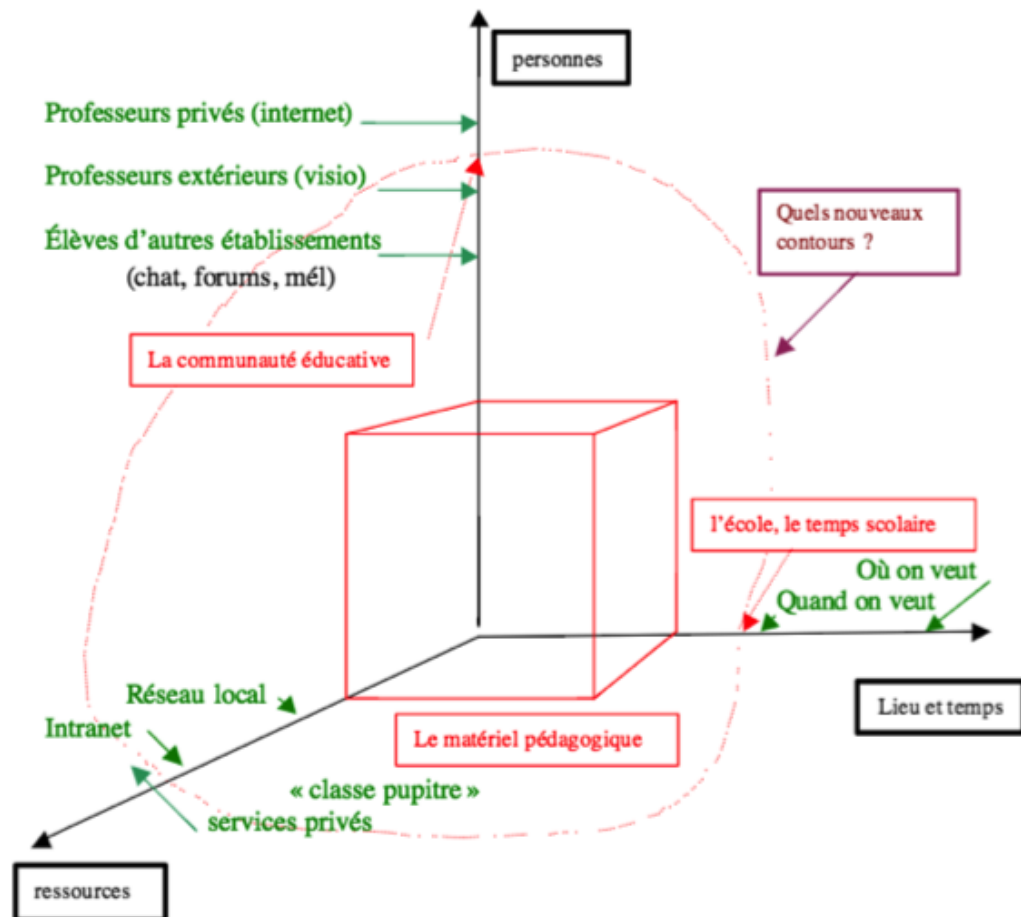 personnes
Professeurs privés (internet)
Professeurs extérieurs (visio)
Quels nouveaux
contours ?
Élèves d'autres établissements
(chat, forums, mél)
La communauté éducative
l'école, le temps scolaire
Où on veut
Quand on veut
Réseau local
Lieu et temps
Intranet
Le matériel pédagogique
« classe pupitre »
services privés
ressources